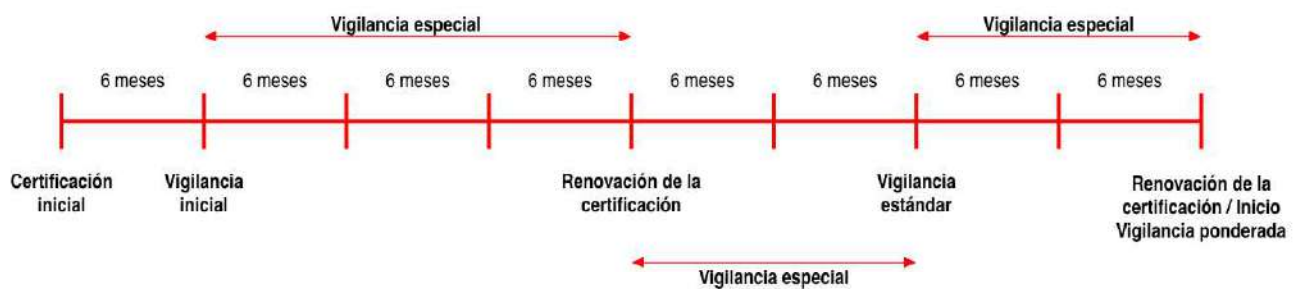 Vigilancia especial
Vigilancia especial
6 meses
6 meses
6 meses
6 meses
6 meses
6 meses
6 meses
6 meses
Certificación
inicial
Vigilancia
inicial
Renovación de la
certificación
Vigilancia
estándar
Renovación de la
certificación / Inicio
Vigilancia ponderada
Vigilancia especial